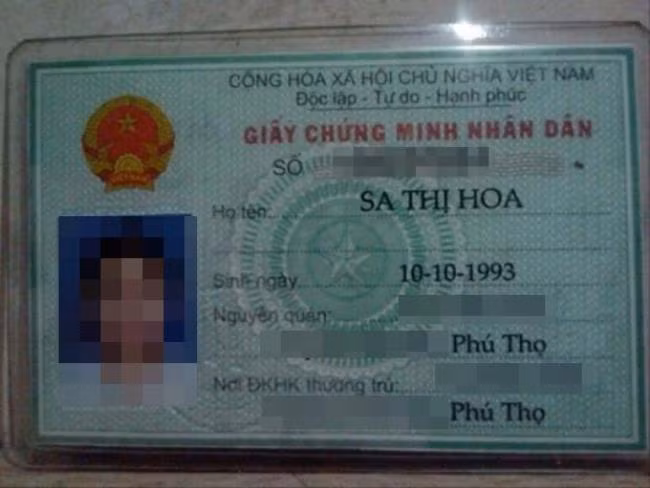 CỘNG HÒA XÃ HỘI CHỦ NGHĨA VIỆT NAM
Độc lập - Tự do - Hạnh phúc
GIẤY CHỨNG MINH NHÂN DÂN
SỐ
Họ tên: SA THỊ HOA
Sinh ngày 10-10-1993
Nguyên quán:
Phú Thọ
Nơi ĐKHK thường trú:
Phú Thọ